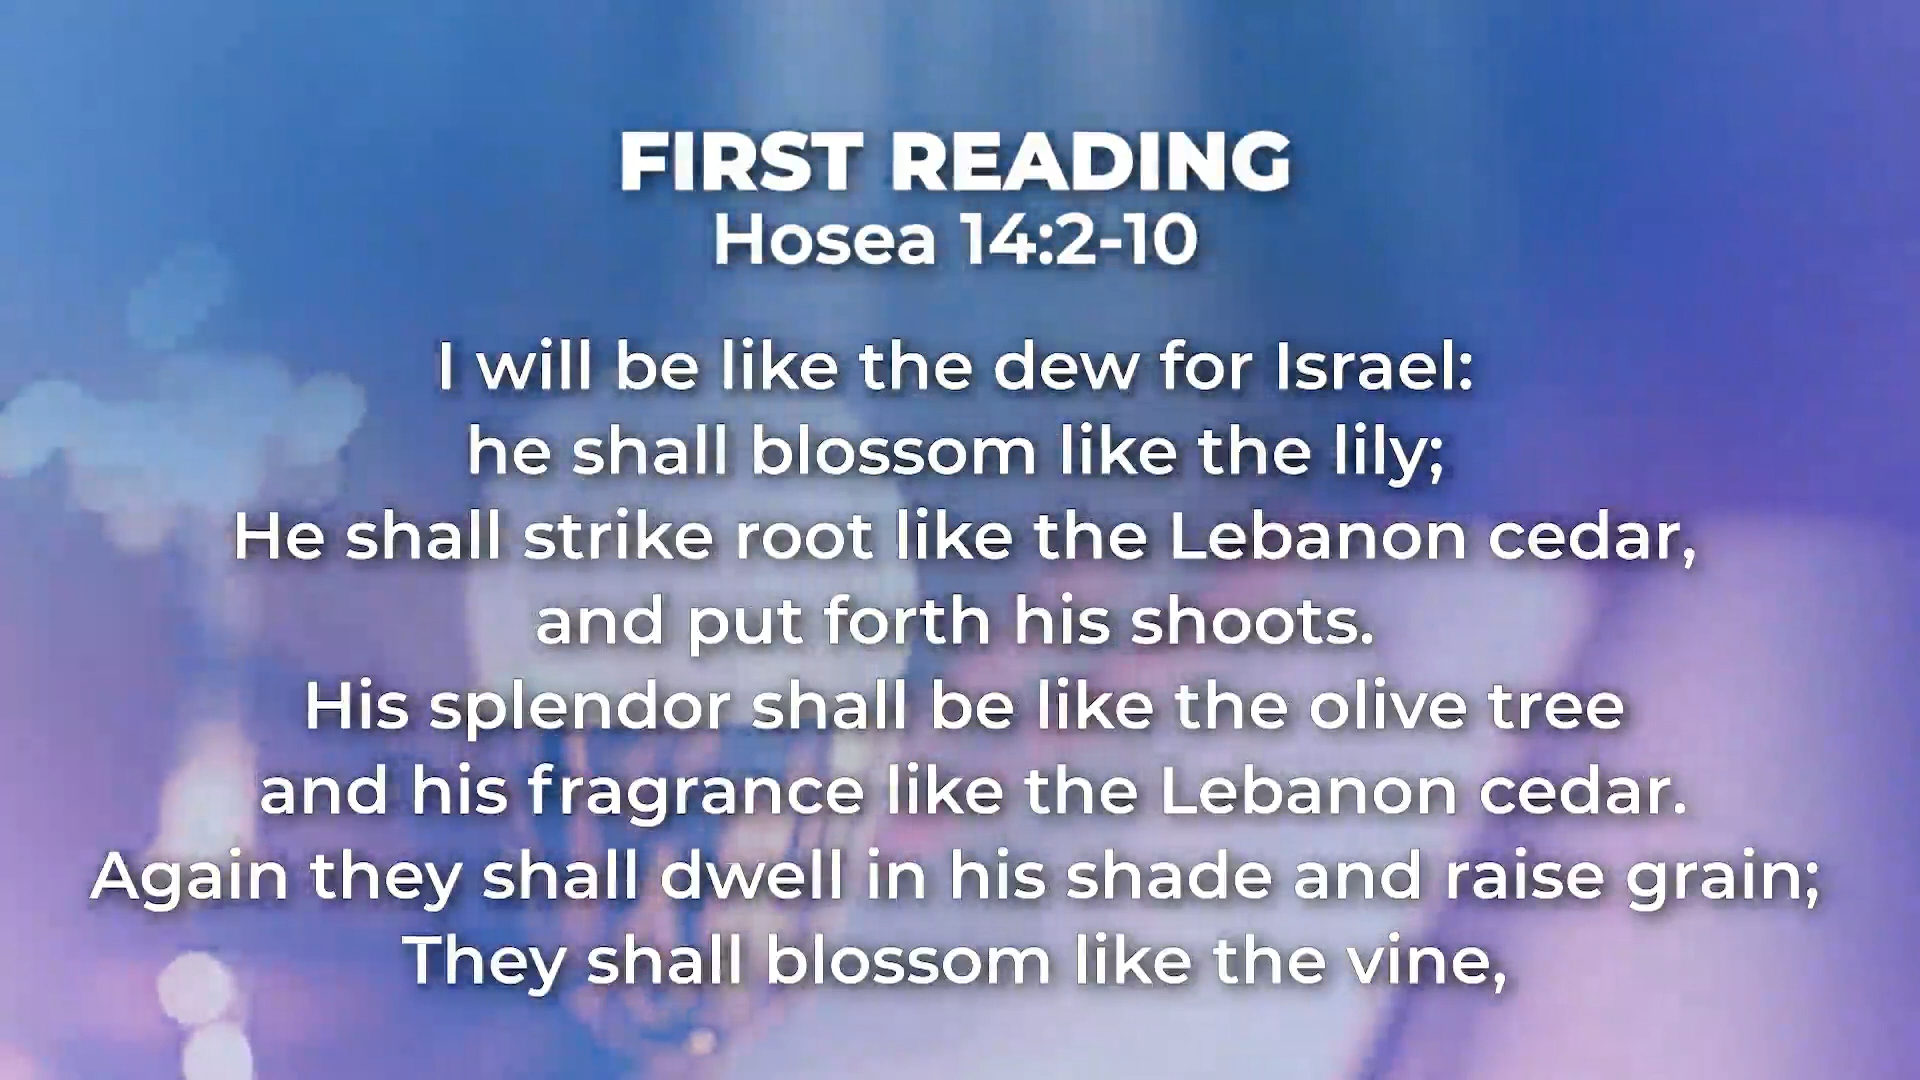 FIRST READING
Hosea 14:2-10
I will be like the dew for Israel:
he shall blossom like the lily;
He shall strike root like the Lebanon cedar,
and put forth his shoots.
His splendor shall be like the olive tree
and his fragrance like the Lebanon cedar.
Again they shall dwell in his shade and raise grain;
They shall blossom like the vine,